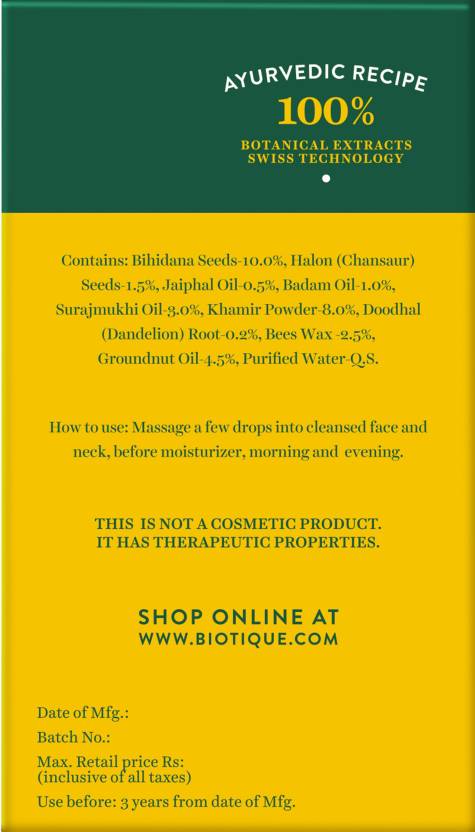 AYURVEDIC RECIPE
100%
BOTANICAL EXTRACTS
SWISS TECHNOLOGY
Contains: Bihidana Seeds-10.0%, Halon (Chansaur)
Seeds-1.5%, Jaiphal Oil-0.5%, Badam Oil-1.0%,
Surajmukhi Oil-3.0%, Khamir Powder-8.0%, Doodhal
(Dandelion) Root-0.2%, Bees Wax -2.5%,
Groundnut Oil-4.5%, Purified Water-Q.S.
How to use: Massage a few drops into cleansed face and
neck, before moisturizer, morning and evening.
THIS IS NOT A COSMETIC PRODUCT.
IT HAS THERAPEUTIC PROPERTIES.
SHOP ONLINE AT
WWW.BIOTIQUE.COM
Date of Mfg.:
Batch No.:
Max. Retail price Rs:
(inclusive of all taxes)
Use before: 3 years from date of Mfg.